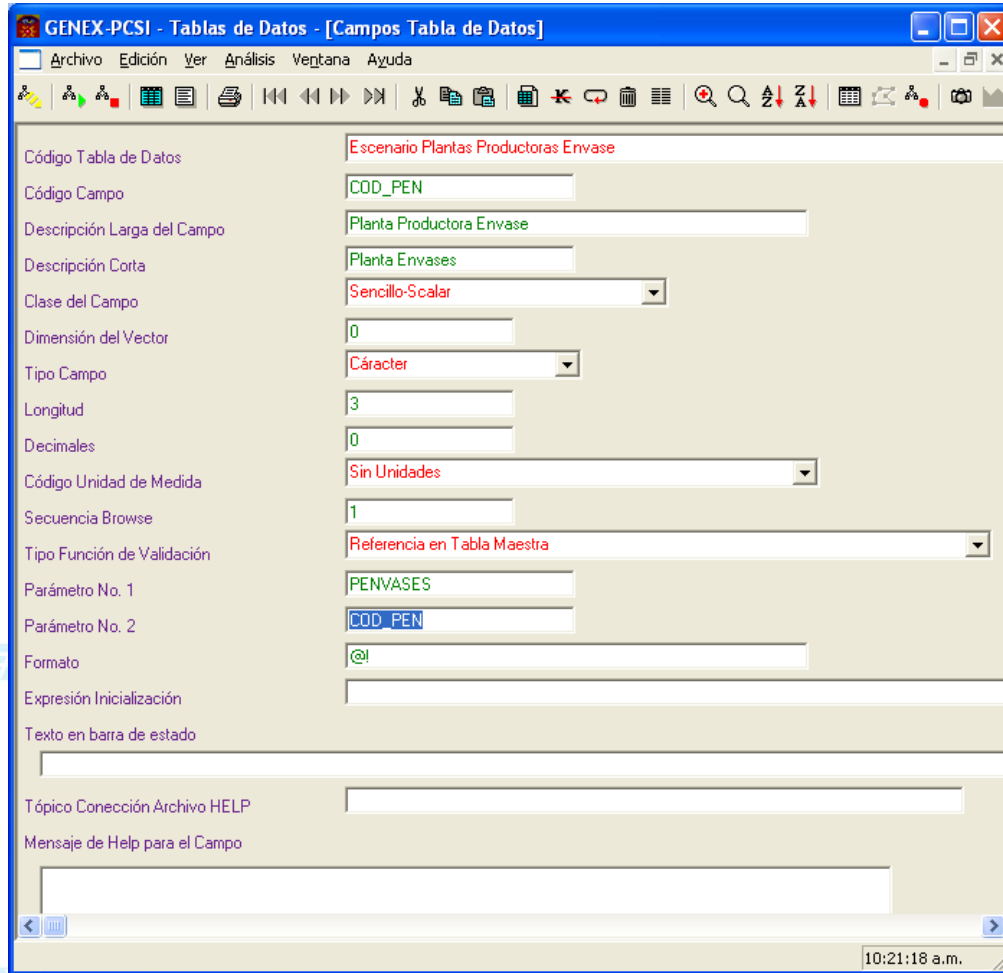 GENEX-PCSI - Tablas de Datos - [Campos Tabla de Datos]
Archivo Edición Ver Análisis Ventana Ayuda
Código Tabla de Datos Escenario Plantas Productoras Envase
Código Campo COD_PEN
Descripción Larga del Campo Planta Productora Envase
Descripción Corta Planta Envases
Clase del Campo Sencillo-Scalar
Dimensión del Vector 0
Tipo Campo Cáracter
Longitud 3
Decimales 0
Código Unidad de Medida Sin Unidades
Secuencia Browse 1
Tipo Función de Validación Referencia en Tabla Maestra
Parámetro No. 1 PENVASES
Parámetro No. 2 COD_PEN
Formato @!
Expresión Inicialización
Texto en barra de estado
Tópico Conección Archivo HELP
Mensaje de Help para el Campo
10:21:18 a.m.